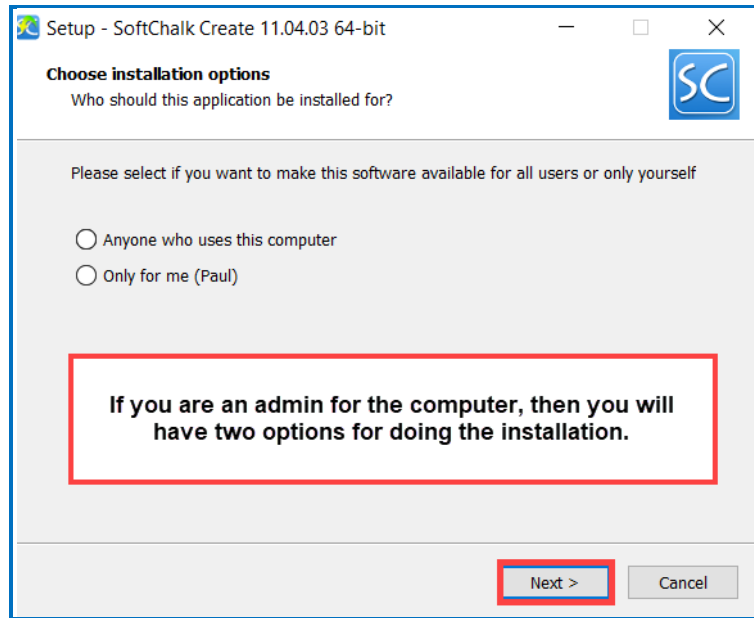 Setup - SoftChalk Create 11.04.03 64-bit
Choose installation options
Who should this application be installed for?
SC
Please select if you want to make this software available for all users or only yourself
Anyone who uses this computer
Only for me (Paul)
If you are an admin for the computer, then you will
have two options for doing the installation.
Next >
Cancel